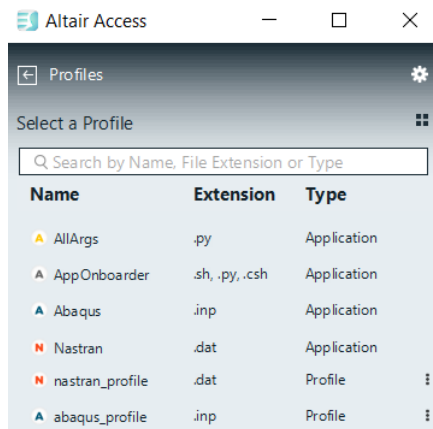 Altair Access
Profiles
Select a Profile
Search by Name, File Extension or Type
Name Extension Type
A AllArgs .py Application
A AppOnboarder .sh, .py, .csh Application
A Abaqus .inp Application
N Nastran .dat Application
N nastran_profile .dat Profile
A abaqus_profile .inp Profile